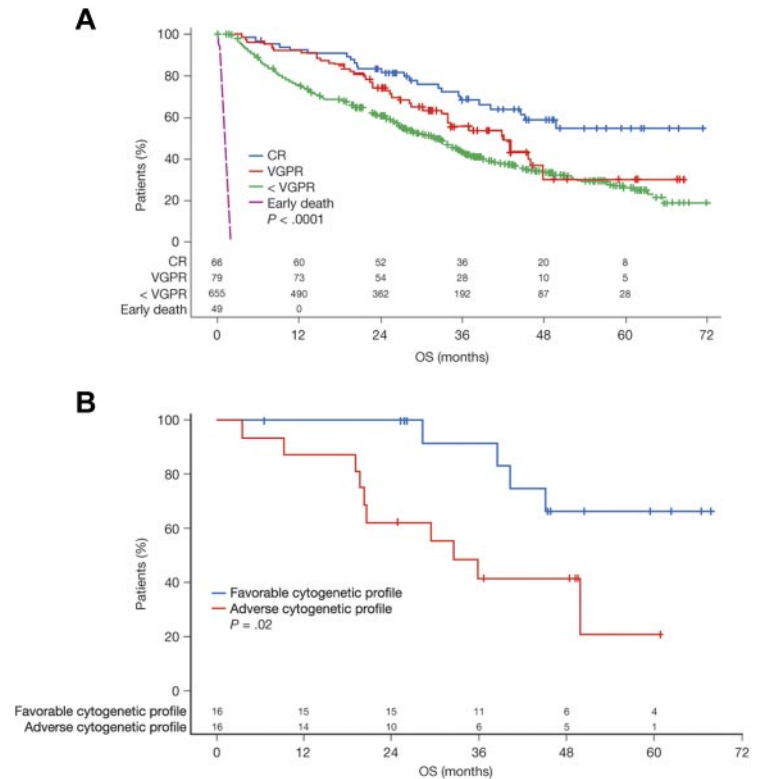 A
100
80
60
40
20
0
Patients (%)
CR
VGPR
< VGPR
Early death
P < .0001
CR 66 60 52 36 20 8
VGPR 79 73 54 28 10 5
< VGPR 655 490 362 192 87 28
Early death 49 0
0 12 24 36 48 60 72
OS (months)
B
100
80
60
40
20
0
Patients (%)
Favorable cytogenetic profile
Adverse cytogenetic profile
P = .02
Favorable cytogenetic profile 16 15 15 11 6 4
Adverse cytogenetic profile 16 14 10 6 5 1
0 12 24 36 48 60 72
OS (months)